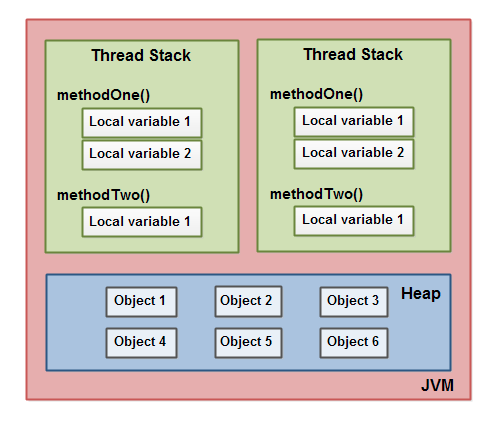 Thread Stack
methodOne()
Local variable 1
Local variable 2
methodTwo()
Local variable 1
Thread Stack
methodOne()
Local variable 1
Local variable 2
methodTwo()
Local variable 1
Heap
Object 1
Object 2
Object 3
Object 4
Object 5
Object 6
JVM